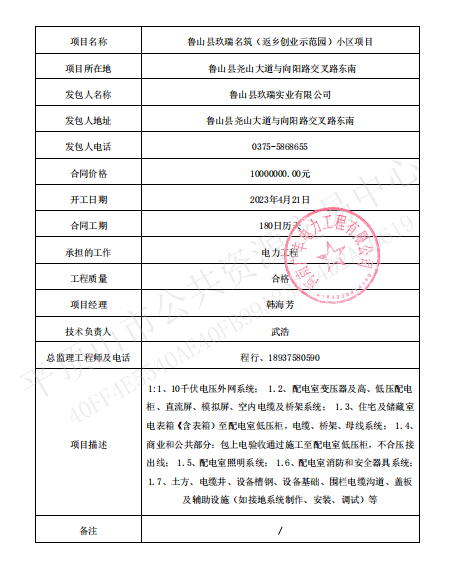 项目名称 鲁山县玖瑞名筑（返乡创业示范园）小区项目
项目所在地 鲁山县尧山大道与向阳路交叉路东南
发包人名称 鲁山县玖瑞实业有限公司
发包人地址 鲁山县尧山大道与向阳路交叉路东南
发包人电话 0375-5868655
合同价格 10000000.00元
开工日期 2023年4月21日
合同工期 180日历天
承担的工作 电力工程
工程质量 合格
项目经理 韩海芳
技术负责人 武浩
总监理工程师及电话 程行、18937580590
项目描述
1:1、10千伏电压外网系统； 1.2、配电室变压器及高、低压配电
柜、直流屏、模拟屏、室内电缆及桥架系统； 1.3、住宅及储藏室
电表箱（含表箱）至配电室低压柜，电缆、桥架、母线系统； 1.4、
商业和公共部分：包上电验收通过施工至配电室低压柜，不含压接
出线； 1.5、配电室照明系统； 1.6、配电室消防和安全器具系统；
1.7、土方、电缆井、设备槽钢、设备基础、围栏电缆沟道、盖板
及辅助设施（如接地系统制作、安装、调试）等
备注 /
平顶山市公共资源